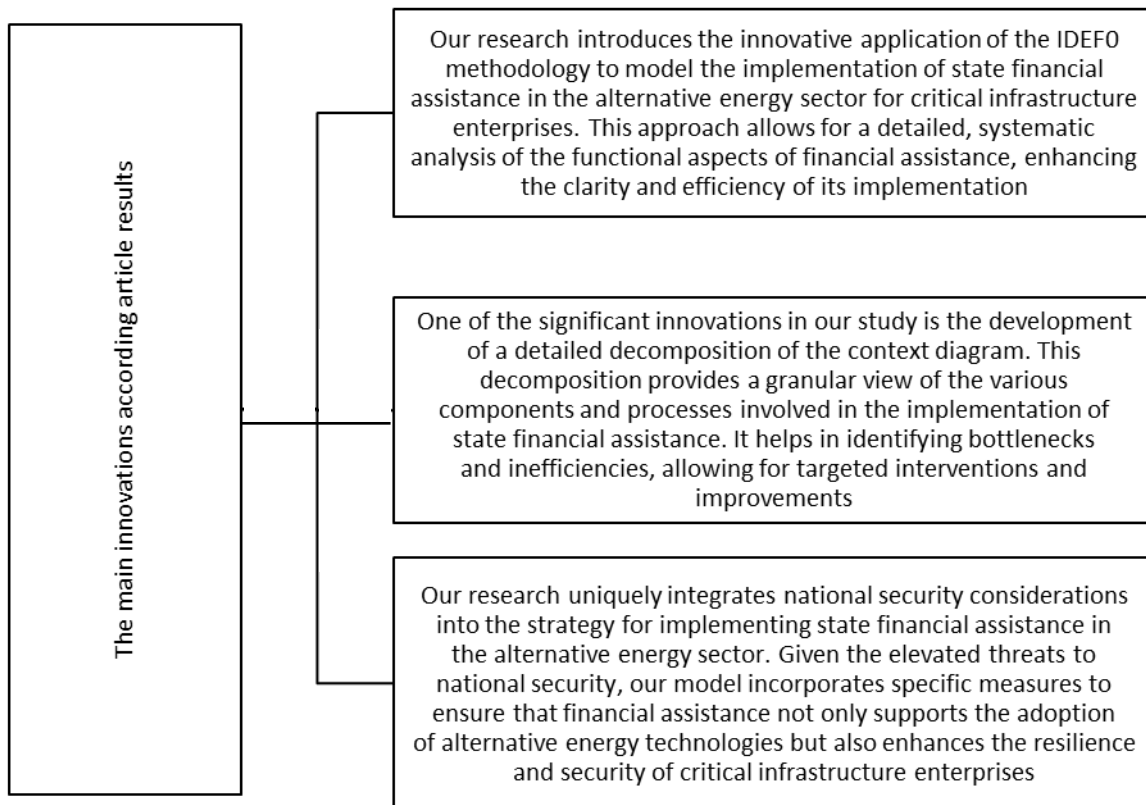 The main innovations according article results
Our research introduces the innovative application of the IDEF0
methodology to model the implementation of state financial
assistance in the alternative energy sector for critical infrastructure
enterprises. This approach allows for a detailed, systematic
analysis of the functional aspects of financial assistance, enhancing
the clarity and efficiency of its implementation
One of the significant innovations in our study is the development
of a detailed decomposition of the context diagram. This
decomposition provides a granular view of the various
components and processes involved in the implementation of
state financial assistance. It helps in identifying bottlenecks
and inefficiencies, allowing for targeted interventions and
improvements
Our research uniquely integrates national security considerations
into the strategy for implementing state financial assistance in
the alternative energy sector. Given the elevated threats to
national security, our model incorporates specific measures to
ensure that financial assistance not only supports the adoption
of alternative energy technologies but also enhances the resilience
and security of critical infrastructure enterprises